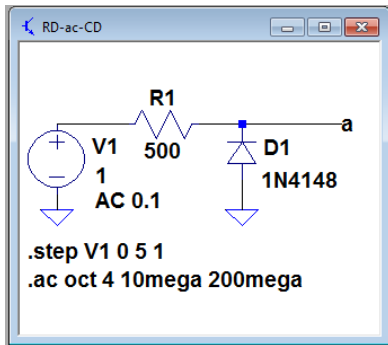 RD-ac-CD
R1
500
a
V1
1
AC 0.1
D1
1N4148
.step V1 0 5 1
.ac oct 4 10mega 200mega